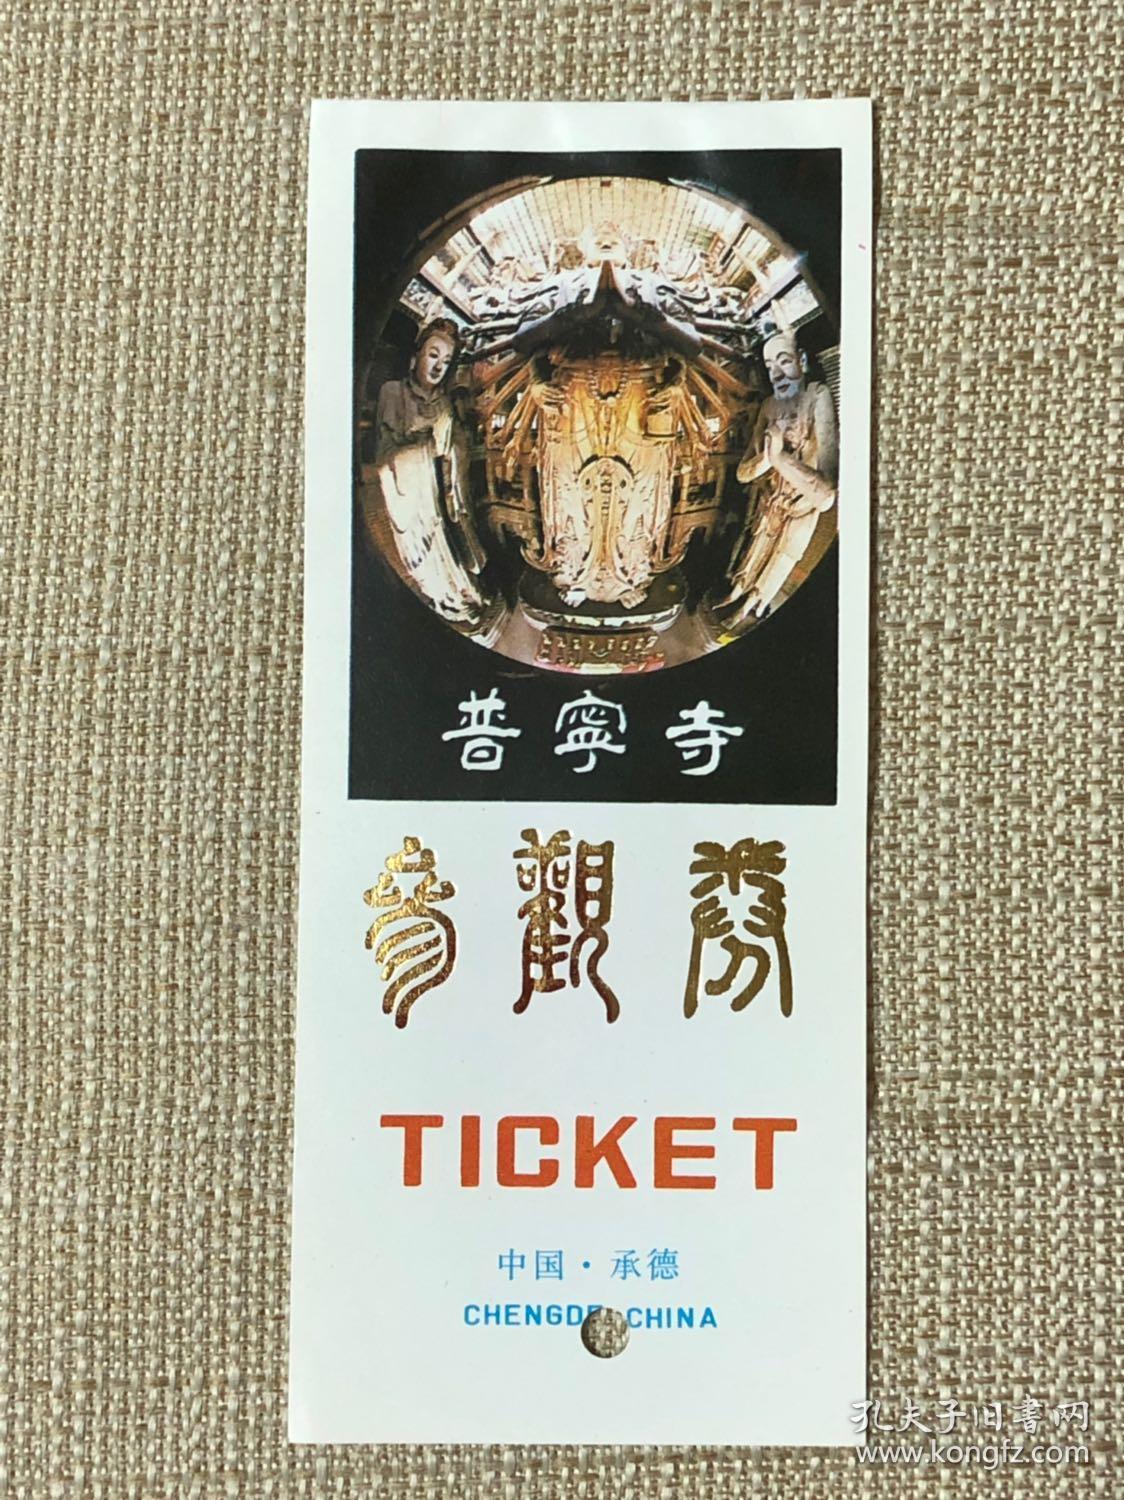 普寧寺
參觀券
TICKET
中国·承德
CHENGDE CHINA
孔夫子旧書网
www.kongfz.com